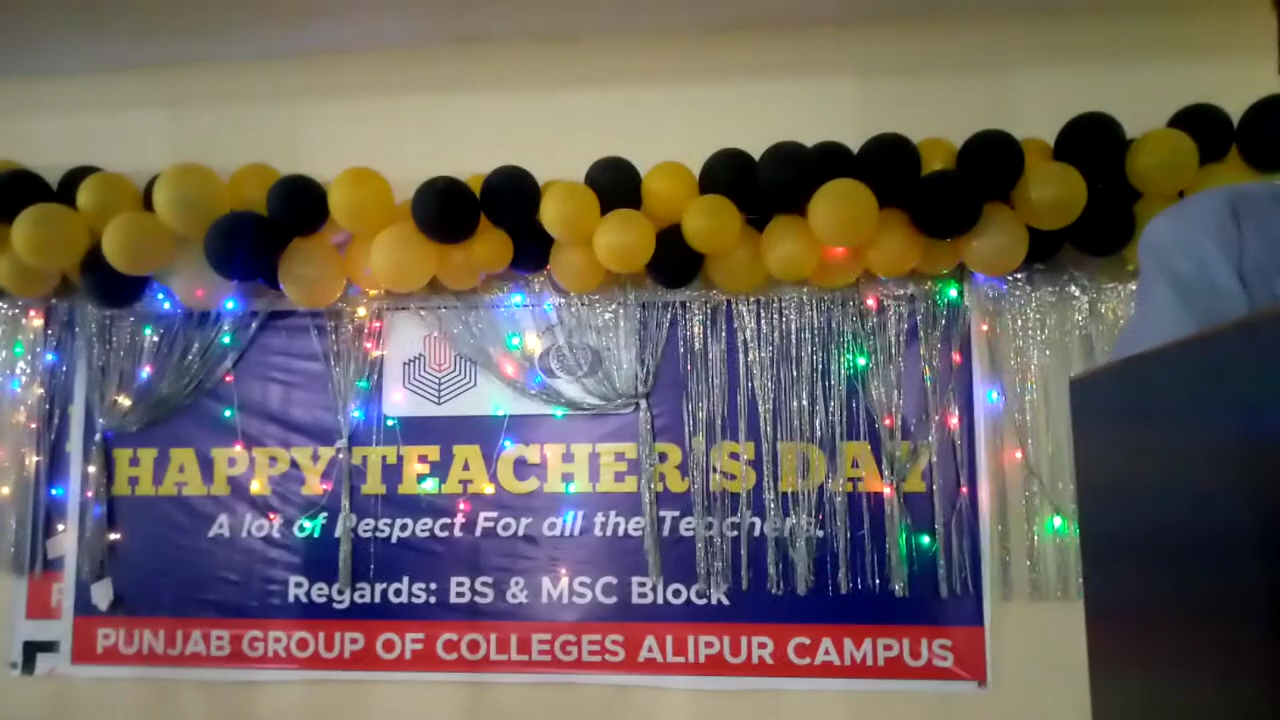 HAPPY TEACHER'S DAY
A lot of Respect For all the Teachers.
Regards: BS & MSC Block
PUNJAB GROUP OF COLLEGES ALIPUR CAMPUS